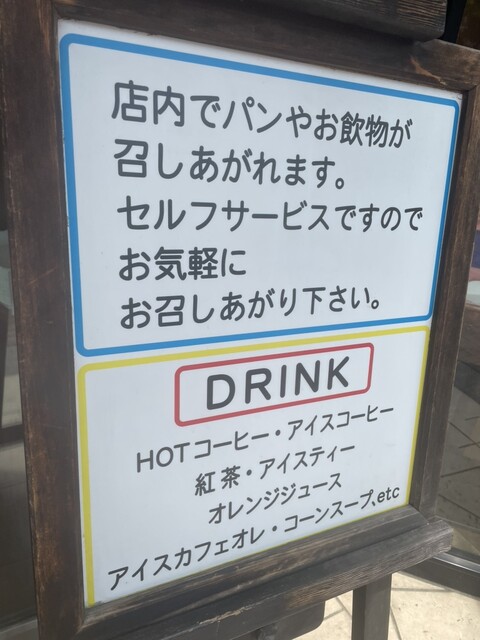 店内でパンやお飲物が
召しあがれます。
セルフサービスですので
お気軽に
お召しあがり下さい。
DRINK
HOTコーヒー・アイスコーヒー
紅茶・アイスティー
オレンジジュース
アイスカフェオレ・コーンスープ、etc